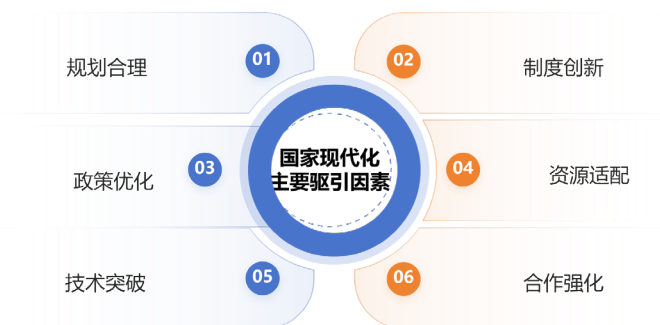 规划合理
01
02
制度创新
国家现代化
主要驱引因素
政策优化
03
04
资源适配
技术突破
05
06
合作强化